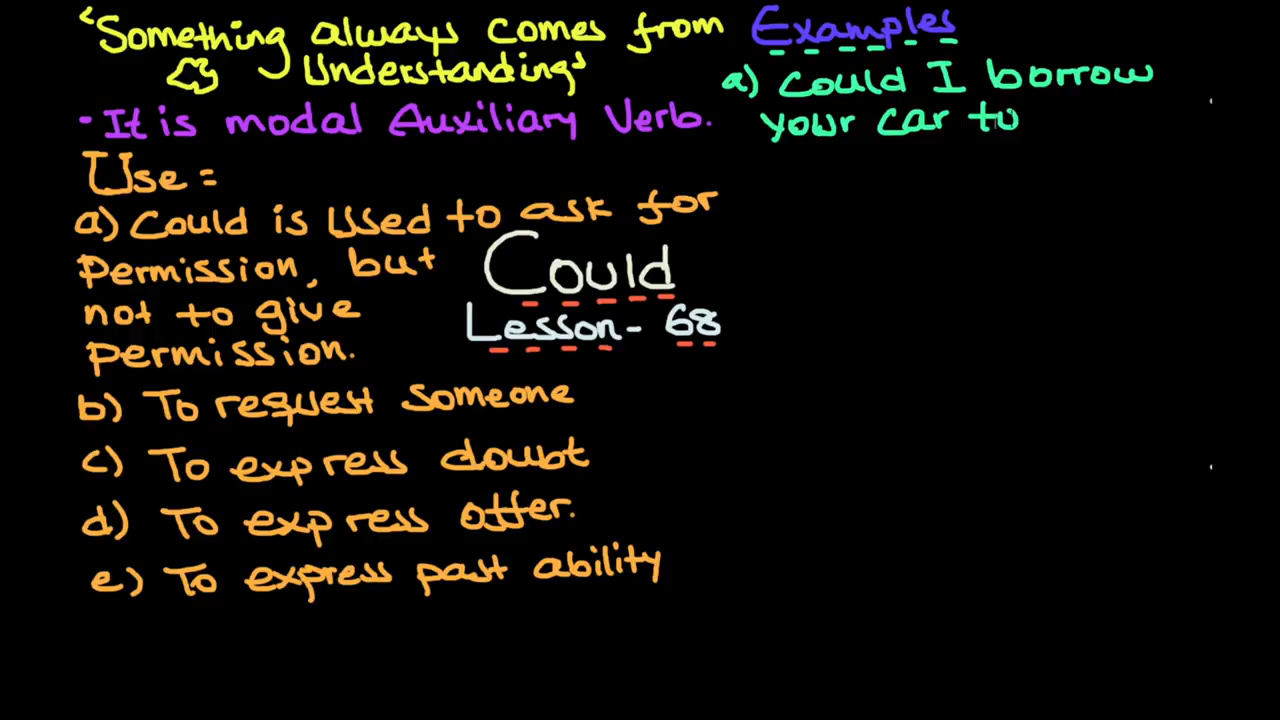 "Something always comes from
Understanding"
- It is modal Auxiliary Verb.
Use =
a) Could is used to ask for
permission, but
not to give
permission.
b) To request someone
c) To express doubt
d) To express offer.
e) To express past ability
Could
Lesson - 68
Examples
a) Could I borrow
your car to